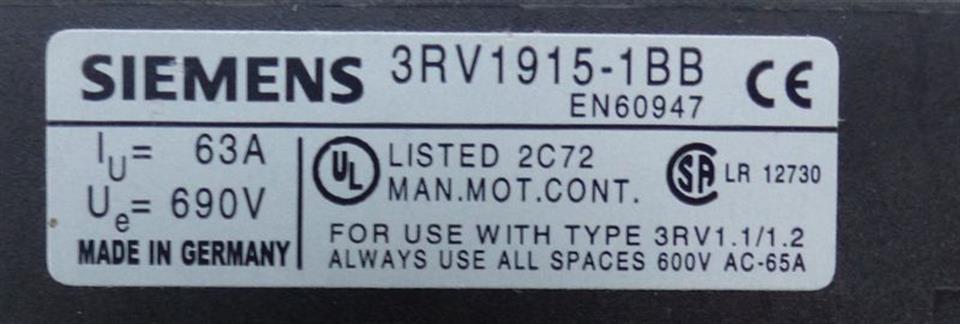 SIEMENS 3RV1915-1BB CE
EN60947
Iu= 63A
Ue= 690V
MADE IN GERMANY
UL LISTED 2C72
MAN.MOT.CONT.
SA LR 12730
FOR USE WITH TYPE 3RV1.1/1.2
ALWAYS USE ALL SPACES 600V AC-65A